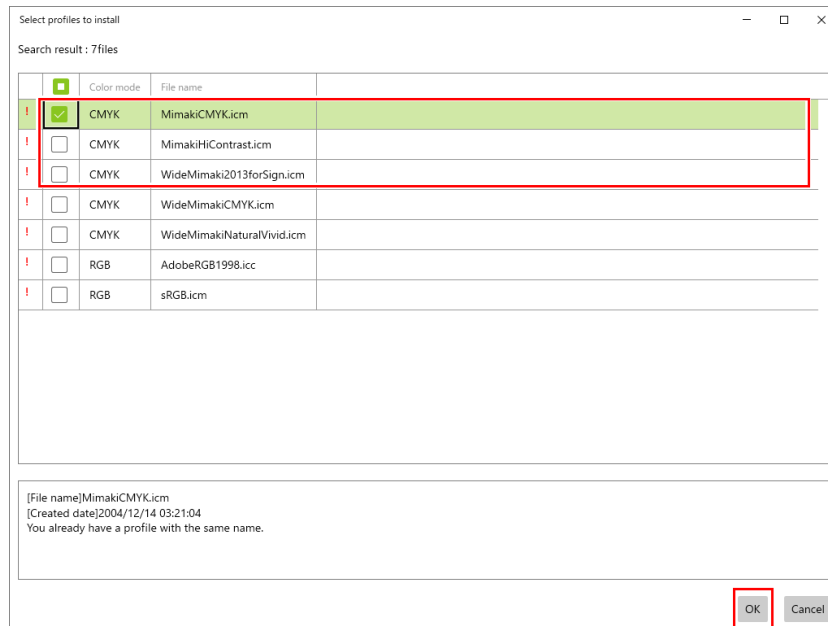 Select profiles to install
Search result : 7files
Color mode File name
! CMYK MimakiCMYK.icm
! CMYK MimakiHiContrast.icm
! CMYK WideMimaki2013forSign.icm
! CMYK WideMimakiCMYK.icm
! CMYK WideMimakiNaturalVivid.icm
! RGB AdobeRGB1998.icc
! RGB sRGB.icm
[File name]MimakiCMYK.icm
[Created date]2004/12/14 03:21:04
You already have a profile with the same name.
OK Cancel